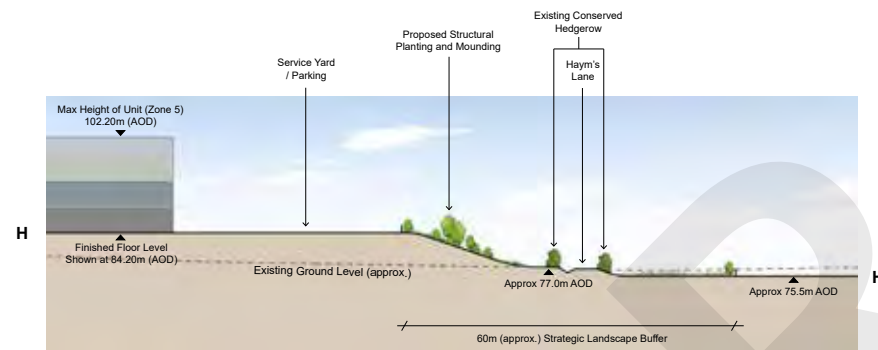 Existing Conserved
Hedgerow
Proposed Structural
Planting and Mounding
Service Yard
/ Parking
Haym's
Lane
Max Height of Unit (Zone 5)
102.20m (AOD)
H
Finished Floor Level
Shown at 84.20m (AOD)
Existing Ground Level (approx.)
Approx 77.0m AOD
H
Approx 75.5m AOD
60m (approx.) Strategic Landscape Buffer